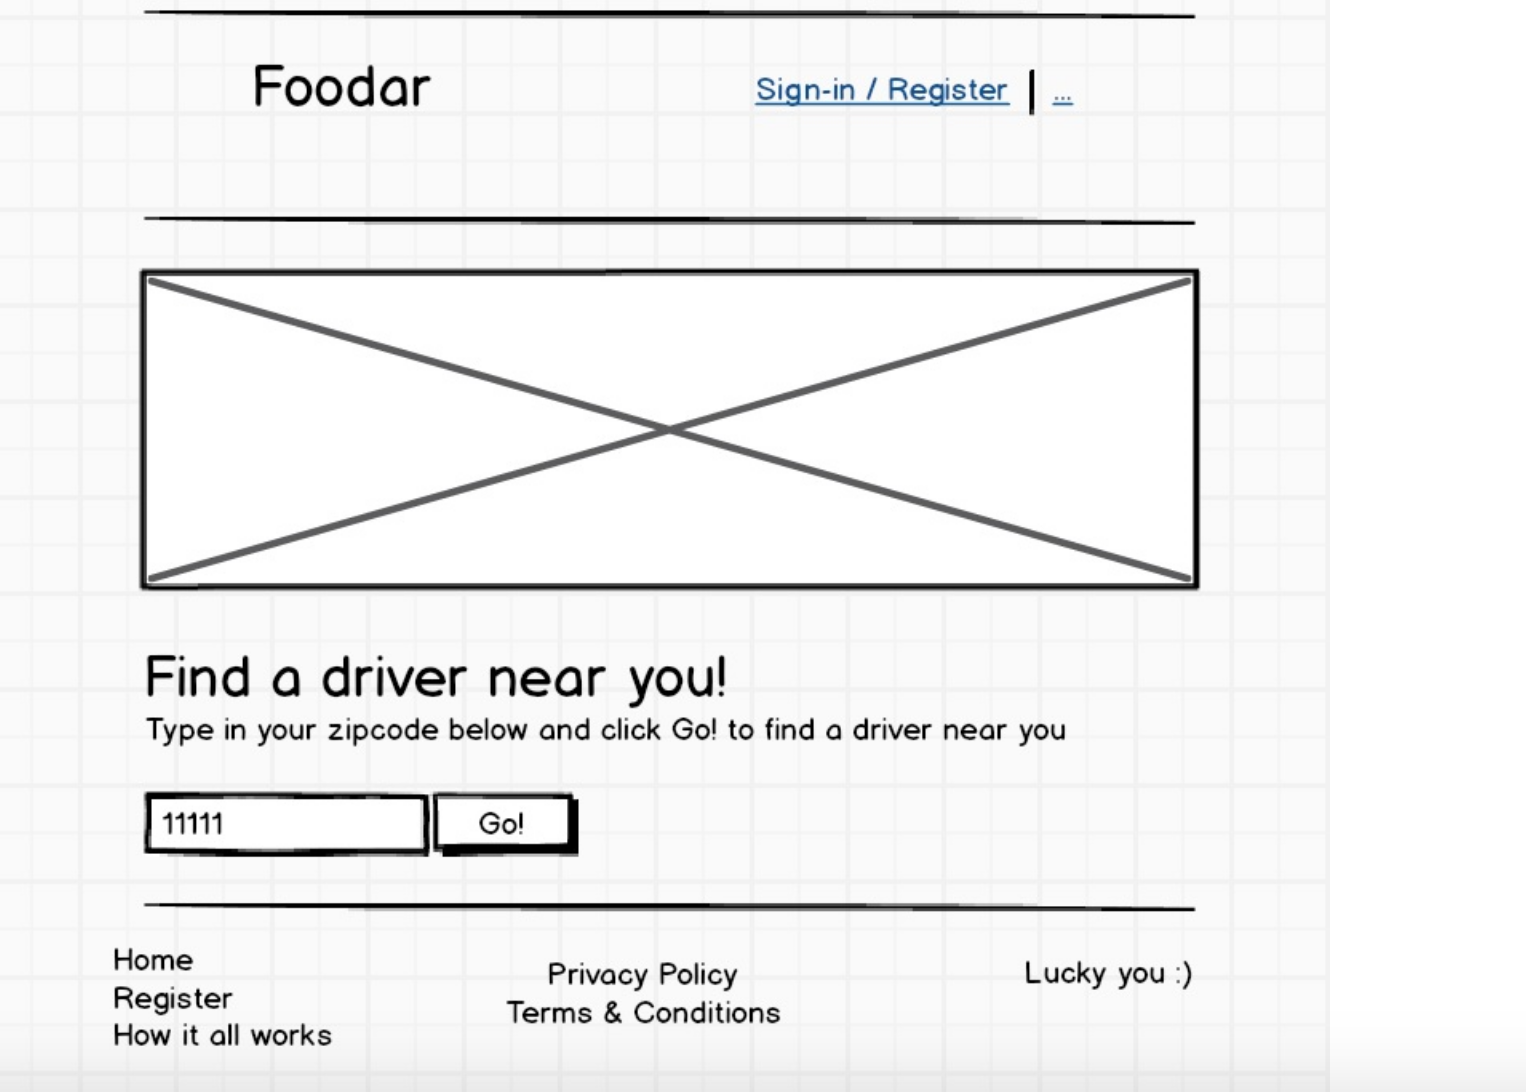 Foodar
Sign-in / Register | ...
Find a driver near you!
Type in your zipcode below and click Go! to find a driver near you
11111
Go!
Home
Register
How it all works
Privacy Policy
Terms & Conditions
Lucky you :)